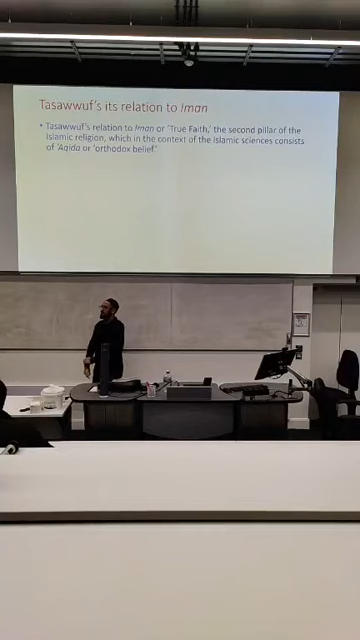 Tasawwuf's its relation to Iman
• Tasawwuf's relation to Iman or 'True Faith,' the second pillar of the
Islamic religion, which in the context of the Islamic sciences consists
of 'Aqida or 'orthodox belief.'